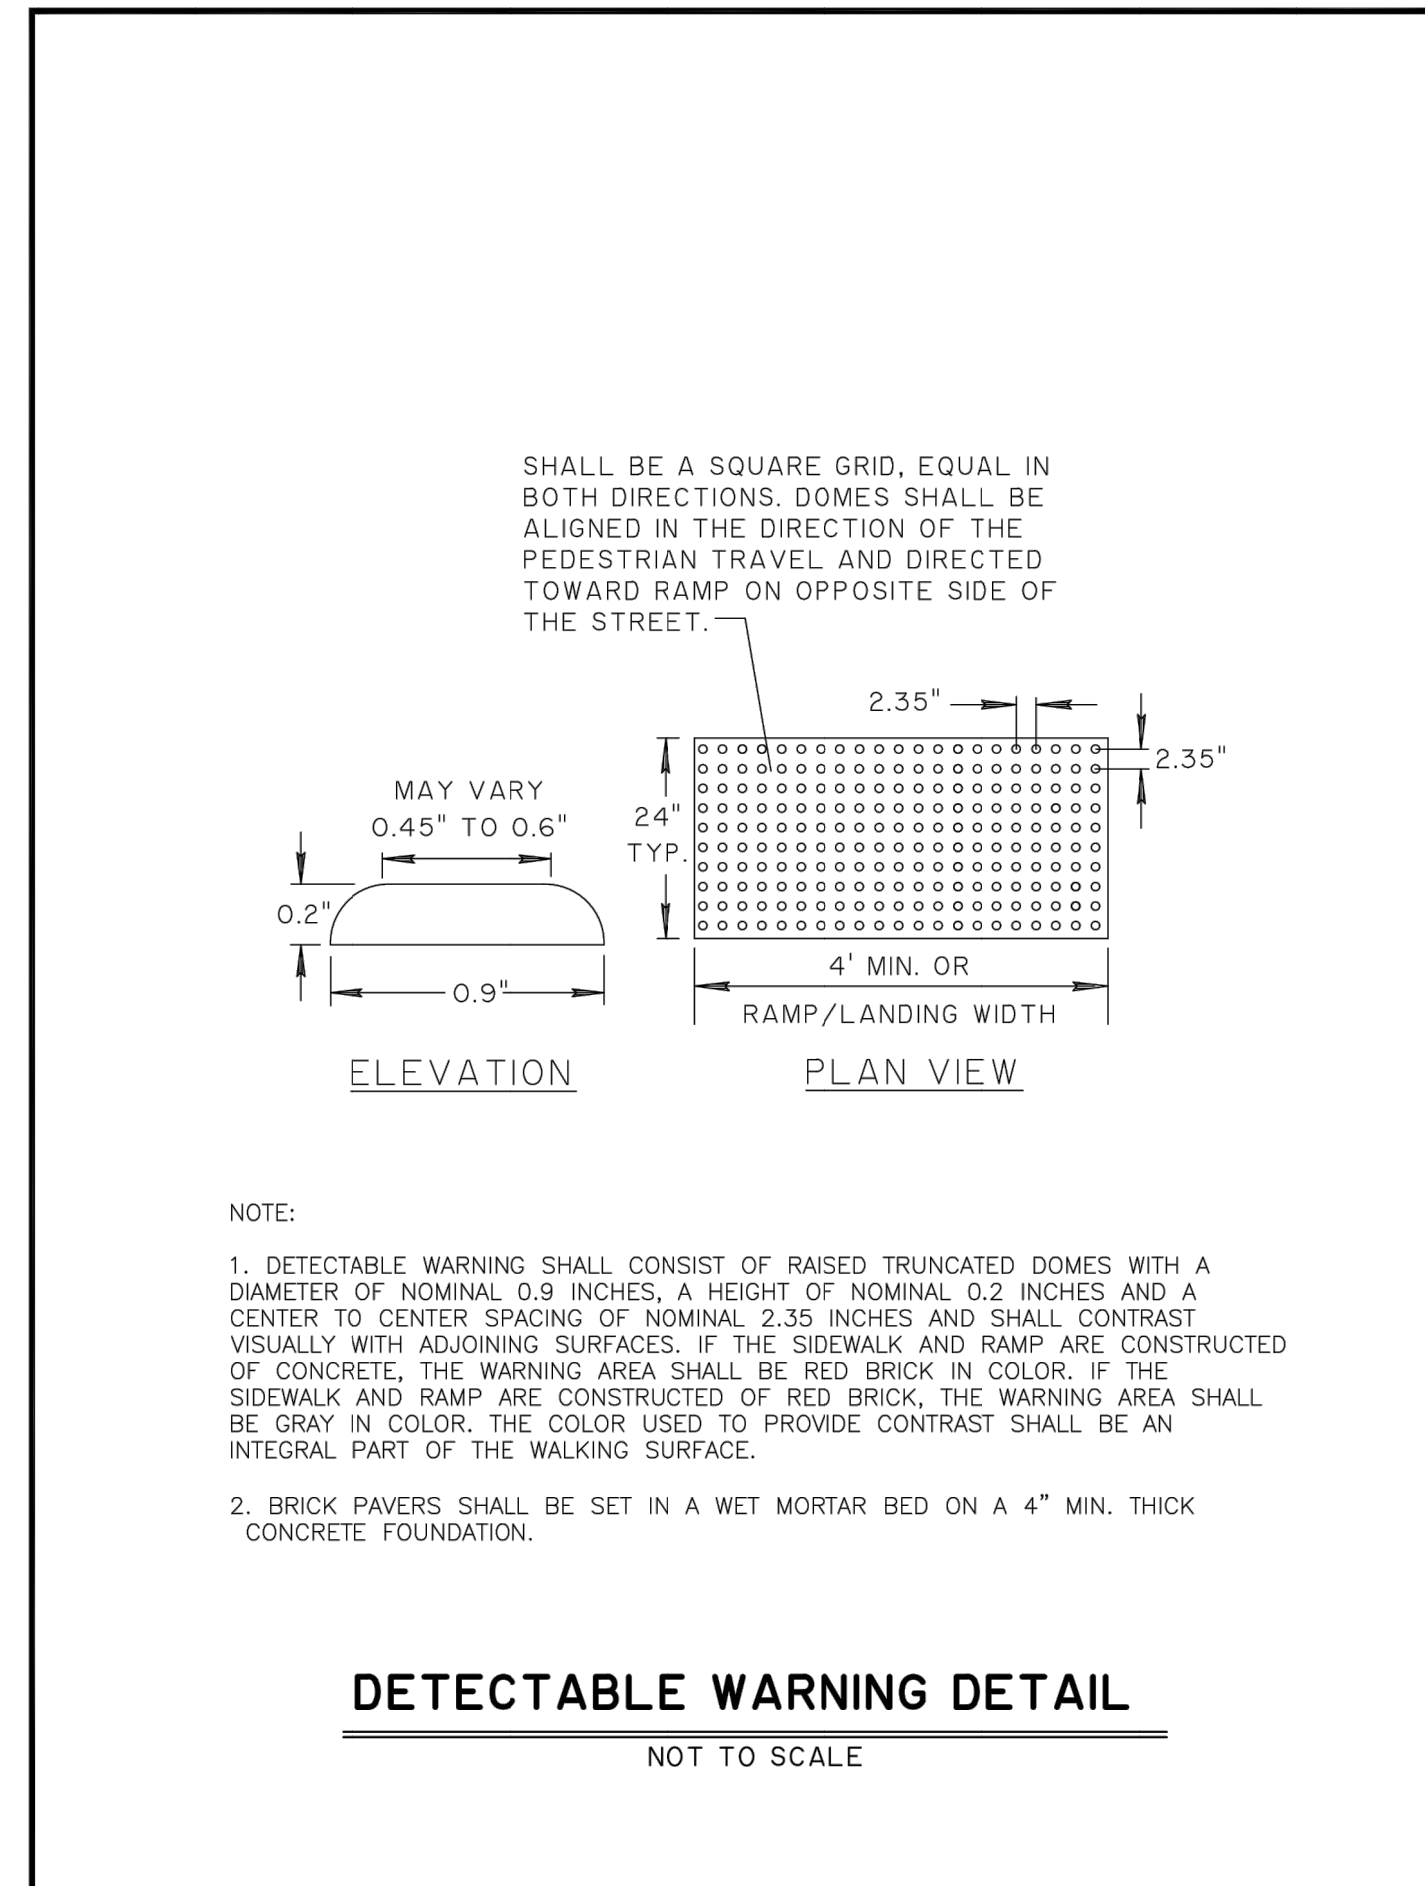 SHALL BE A SQUARE GRID, EQUAL IN
BOTH DIRECTIONS. DOMES SHALL BE
ALIGNED IN THE DIRECTION OF THE
PEDESTRIAN TRAVEL AND DIRECTED
TOWARD RAMP ON OPPOSITE SIDE OF
THE STREET.
2.35"
2.35"
MAY VARY
0.45" TO 0.6"
24"
TYP.
0.2"
0.9"
4' MIN. OR
RAMP/LANDING WIDTH
ELEVATION
PLAN VIEW
NOTE:
1. DETECTABLE WARNING SHALL CONSIST OF RAISED TRUNCATED DOMES WITH A
DIAMETER OF NOMINAL 0.9 INCHES, A HEIGHT OF NOMINAL 0.2 INCHES AND A
CENTER TO CENTER SPACING OF NOMINAL 2.35 INCHES AND SHALL CONTRAST
VISUALLY WITH ADJOINING SURFACES. IF THE SIDEWALK AND RAMP ARE CONSTRUCTED
OF CONCRETE, THE WARNING AREA SHALL BE RED BRICK IN COLOR. IF THE
SIDEWALK AND RAMP ARE CONSTRUCTED OF RED BRICK, THE WARNING AREA SHALL
BE GRAY IN COLOR. THE COLOR USED TO PROVIDE CONTRAST SHALL BE AN
INTEGRAL PART OF THE WALKING SURFACE.
2. BRICK PAVERS SHALL BE SET IN A WET MORTAR BED ON A 4” MIN. THICK
CONCRETE FOUNDATION.
DETECTABLE WARNING DETAIL
NOT TO SCALE